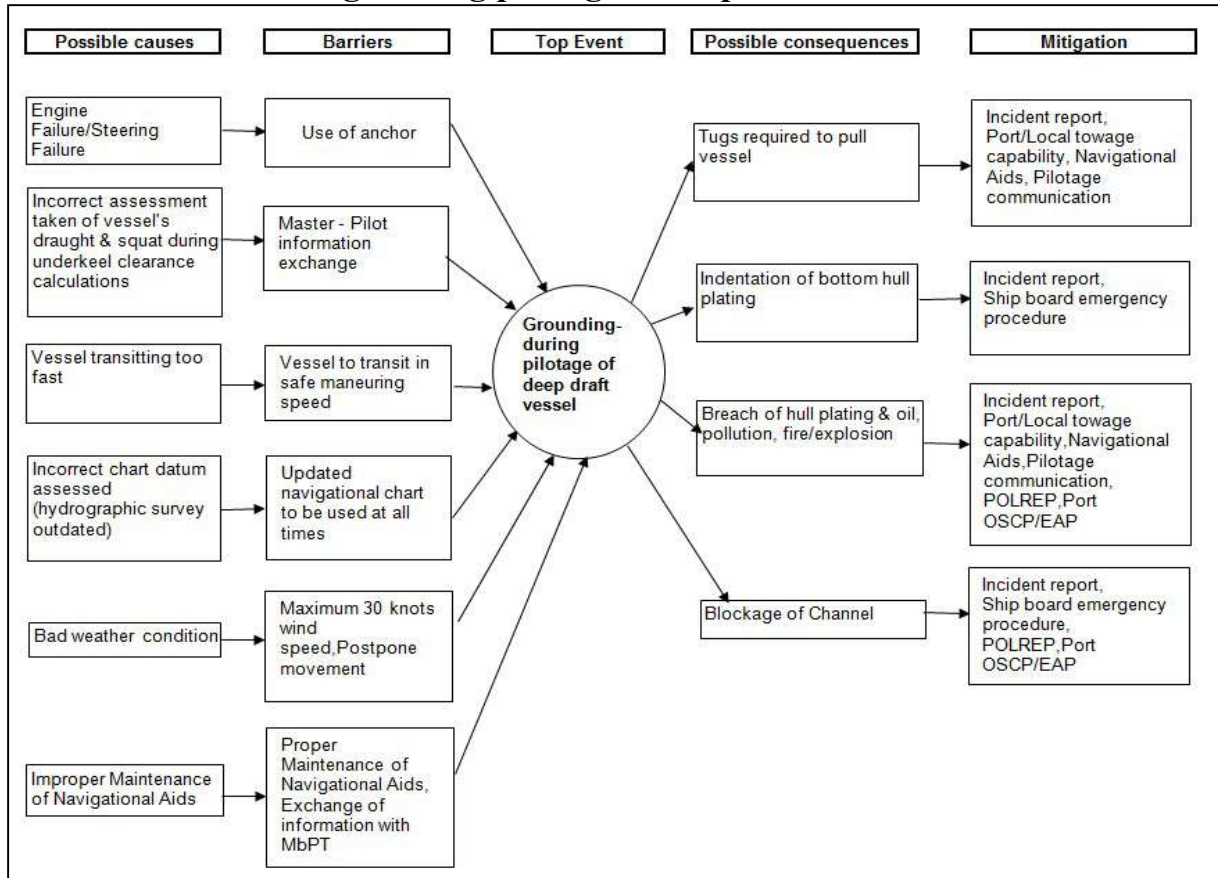 Possible causes
Barriers
Top Event
Possible consequences
Mitigation
Engine
Failure/Steering
Failure
Use of anchor
Incorrect assessment
taken of vessel's
draught & squat during
underkeel clearance
calculations
Master - Pilot
information
exchange
Vessel transitting too
fast
Vessel to transit in
safe maneuring
speed
Incorrect chart datum
assessed
(hydrographic survey
outdated)
Updated
navigational chart
to be used at all
times
Bad weather condition
Maximum 30 knots
wind
speed,Postpone
movement
Improper Maintenance
of Navigational Aids
Proper
Maintenance of
Navigational Aids,
Exchange of
information with
MbPT
Grounding-
during
pilotage of
deep draft
vessel
Tugs required to pull
vessel
Incident report,
Port/Local towage
capability, Navigational
Aids, Pilotage
communication
Indentation of bottom hull
plating
Incident report,
Ship board emergency
procedure
Breach of hull plating & oil,
pollution, fire/explosion
Incident report,
Port/Local towage
capability,Navigational
Aids,Pilotage
communication,
POLREP,Port
OSCP/EAP
Blockage of Channel
Incident report,
Ship board emergency
procedure,
POLREP,Port
OSCP/EAP